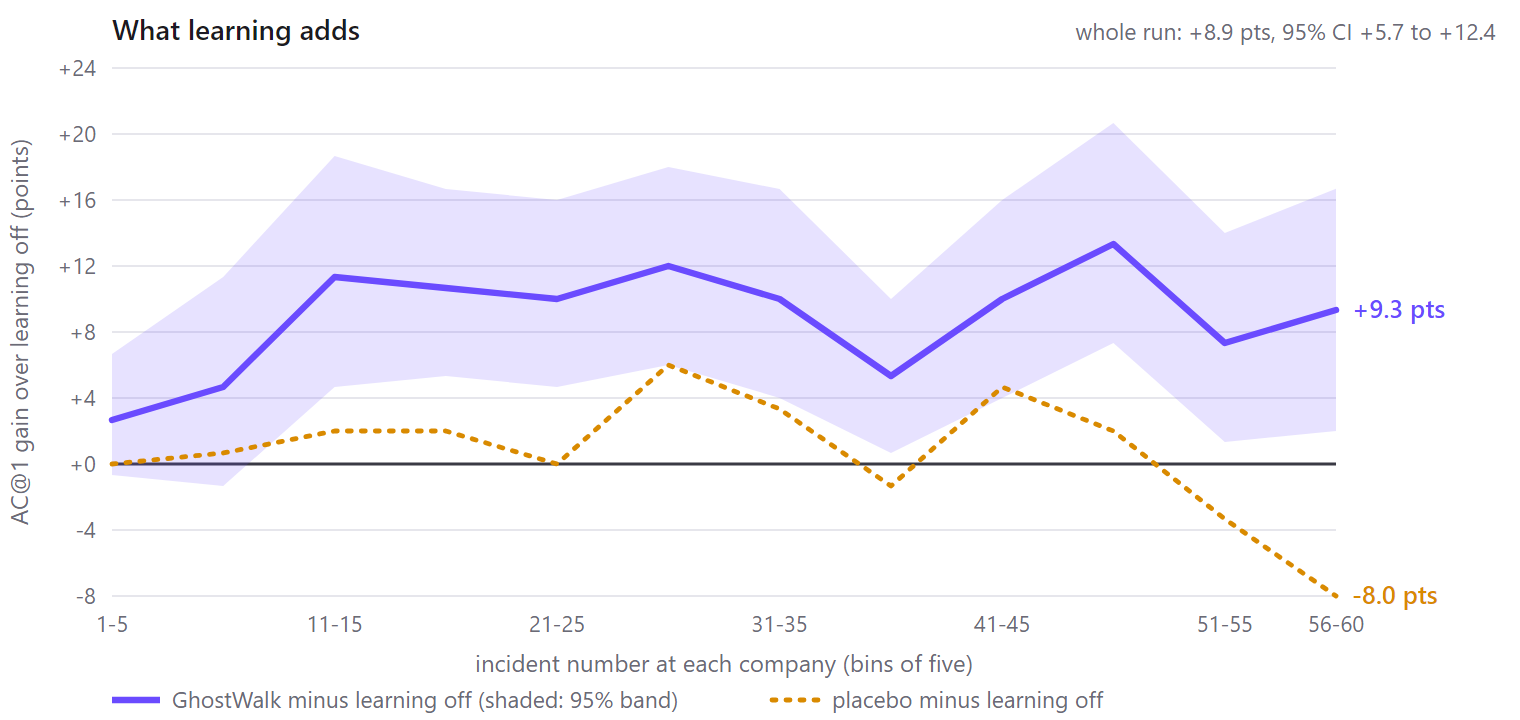 What learning adds
whole run: +8.9 pts, 95% CI +5.7 to +12.4
AC@1 gain over learning off (points)
+24
+20
+16
+12
+8
+4
+0
-4
-8
+9.3 pts
-8.0 pts
1-5 11-15 21-25 31-35 41-45 51-55 56-60
incident number at each company (bins of five)
GhostWalk minus learning off (shaded: 95% band) placebo minus learning off